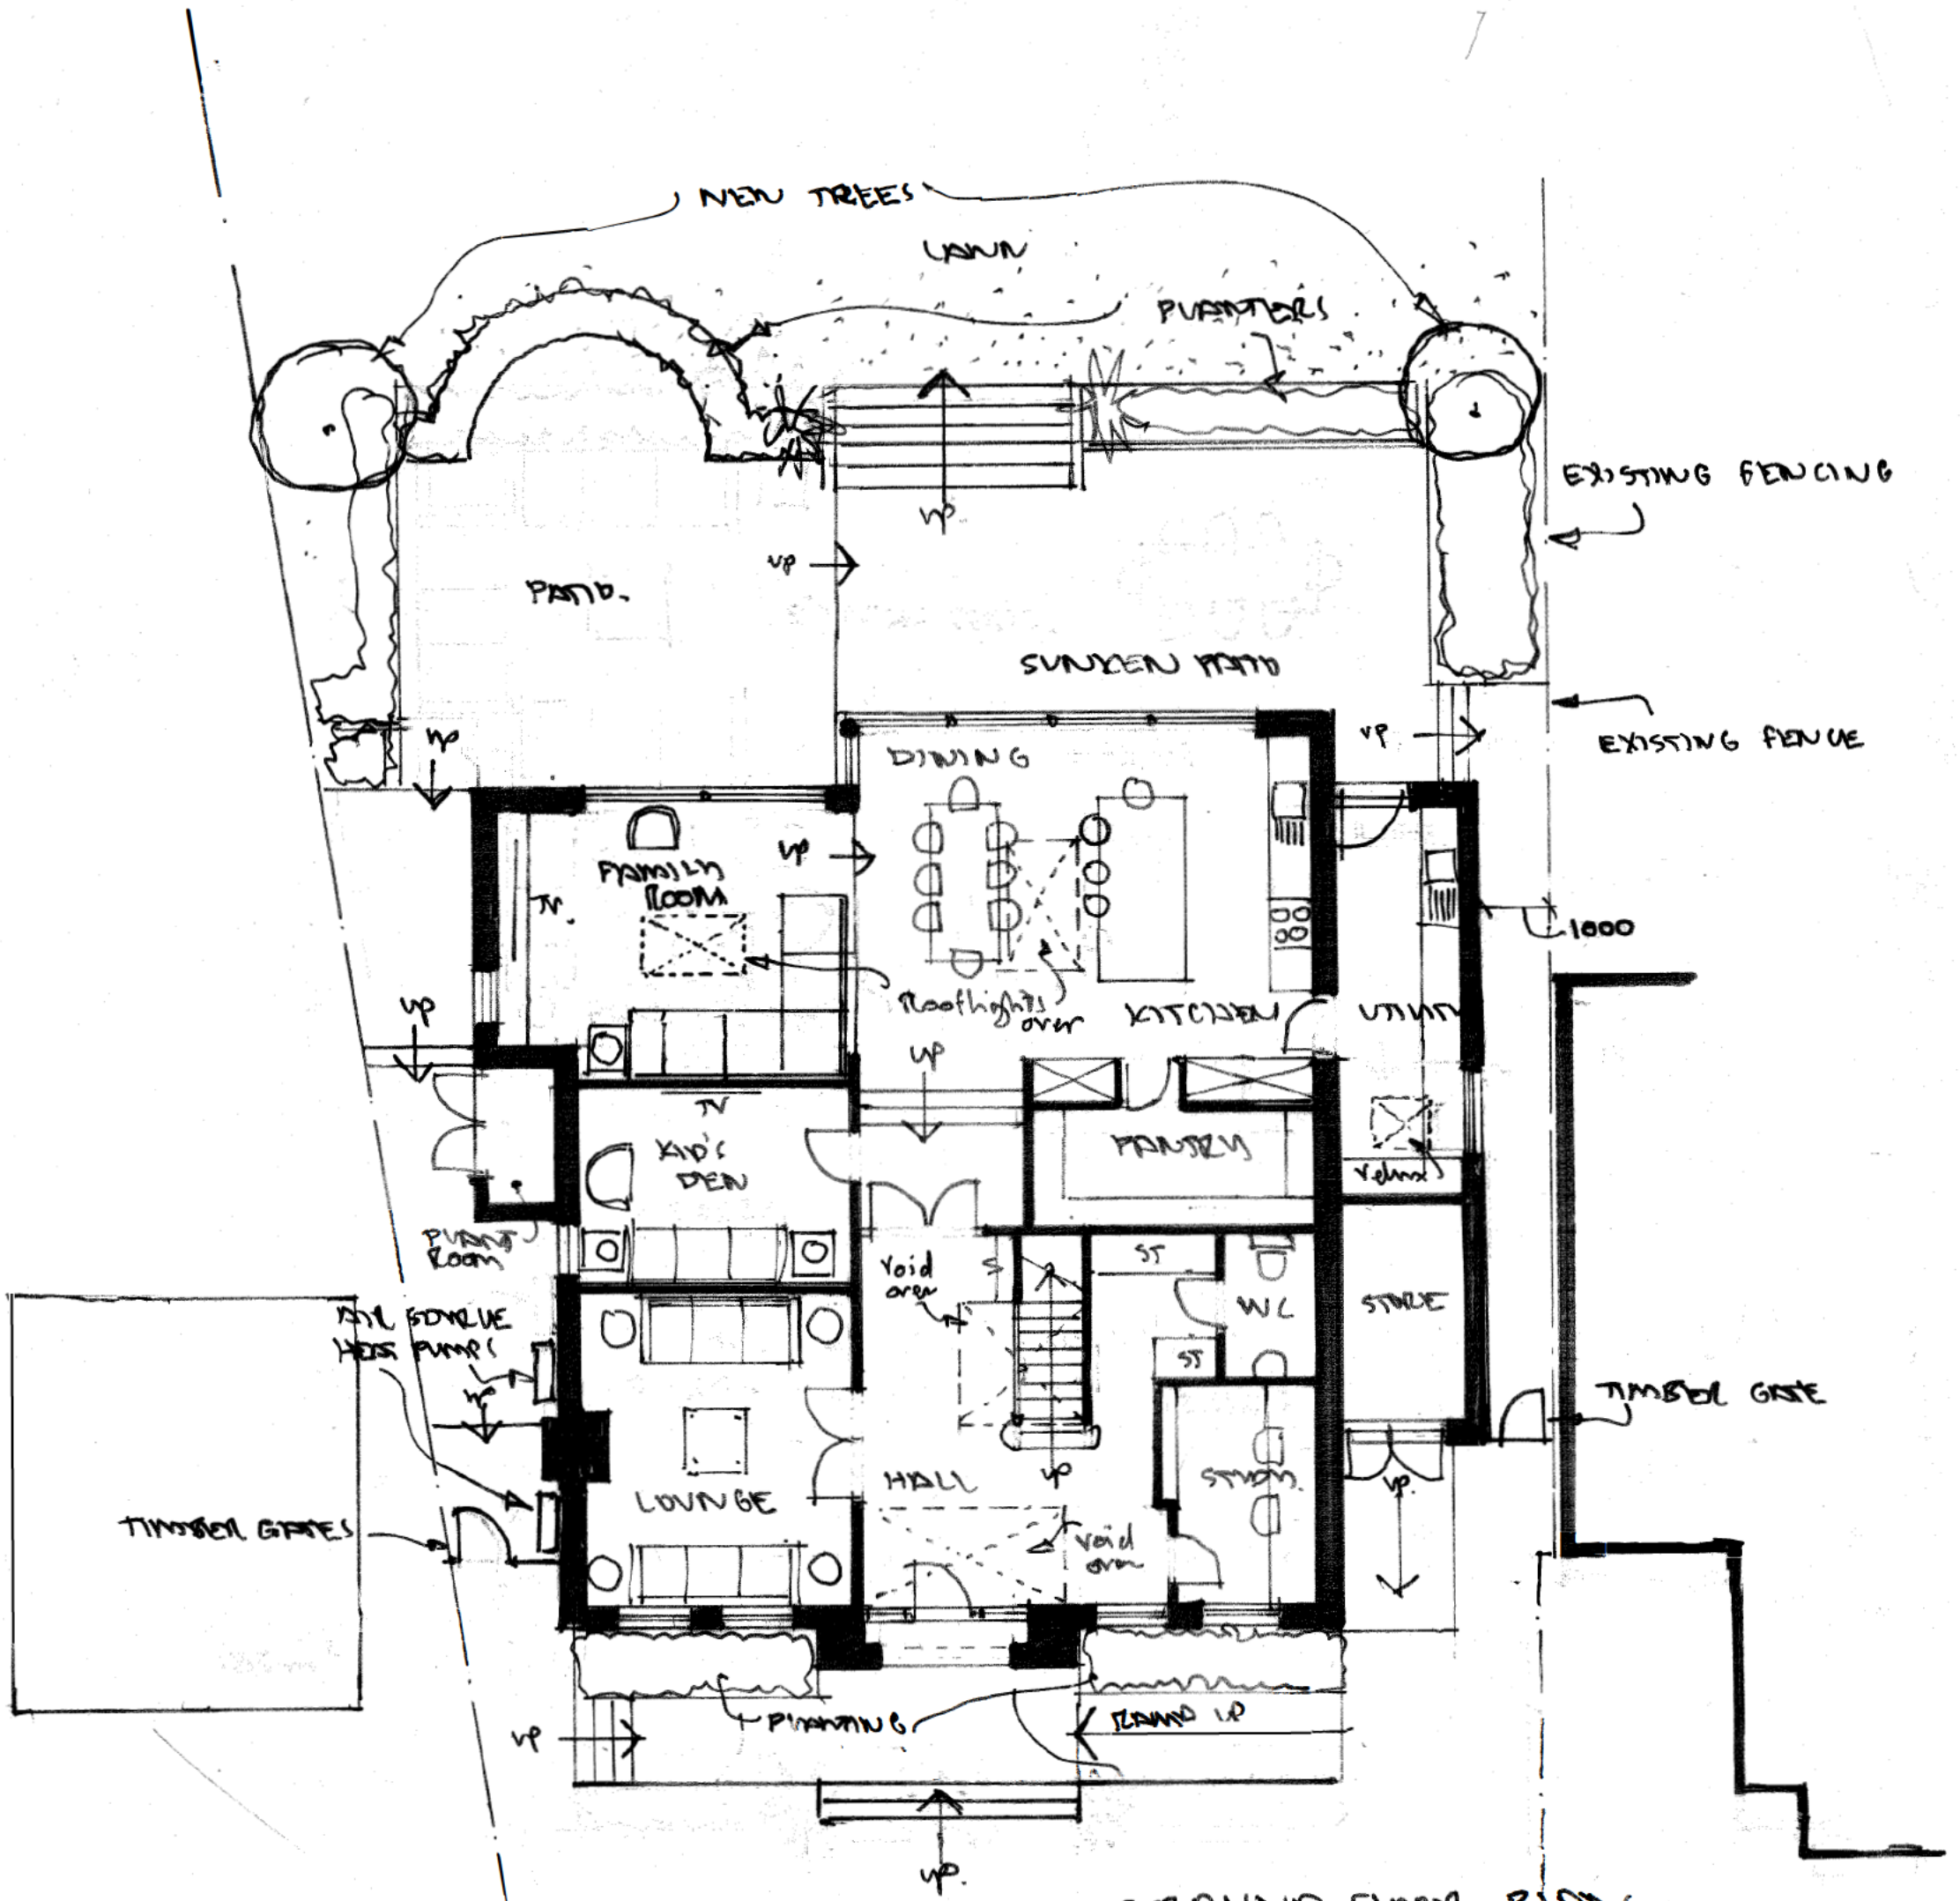 NEW TREES
LAWN
PLANTERS
EXISTING FENCING
UP.
UP
PATIO.
SUNKEN PATIO
UP
UP
EXISTING FENCE
DINING
UP
FAMILY
ROOM
TV.
1000
Rooflights
over
KITCHEN
UTILITY
UP
UP
TV
KID'S
DEN
PANTRY
PLANT
ROOM
void
over
ST
WC
STORE
AIR SOURCE
HEAT PUMPS
UP
ST
TIMBER GATE
HALL
UP
STUDY.
UP.
LOUNGE
TIMBER GATES
void
over
UP
PLANTING
RAMP UP
UP.
GROUND FLOOR PLAN